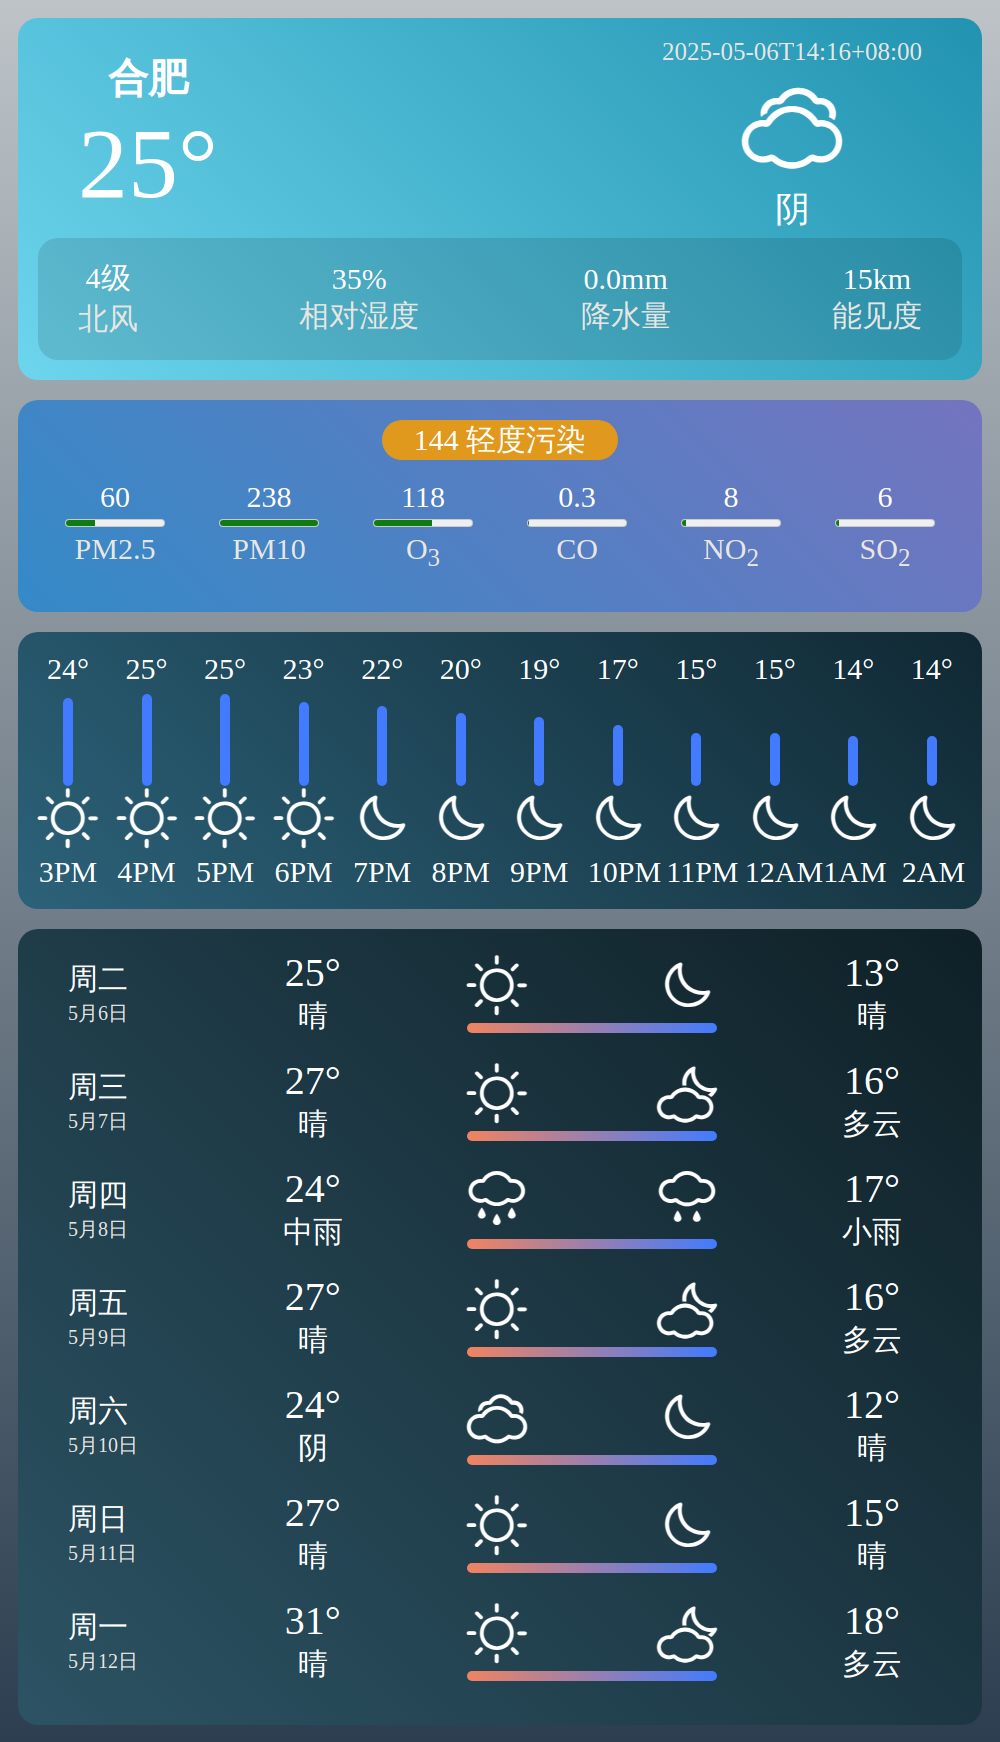 合肥
25°
2025-05-06T14:16+08:00
阴
4级 35% 0.0mm 15km
北风 相对湿度 降水量 能见度
144 轻度污染
60 238 118 0.3 8 6
PM2.5 PM10 O3 CO NO2 SO2
24° 25° 25° 23° 22° 20° 19° 17° 15° 15° 14° 14°
3PM 4PM 5PM 6PM 7PM 8PM 9PM 10PM 11PM 12AM 1AM 2AM
周二 25° 13°
5月6日 晴 晴
周三 27° 16°
5月7日 晴 多云
周四 24° 17°
5月8日 中雨 小雨
周五 27° 16°
5月9日 晴 多云
周六 24° 12°
5月10日 阴 晴
周日 27° 15°
5月11日 晴 晴
周一 31° 18°
5月12日 晴 多云